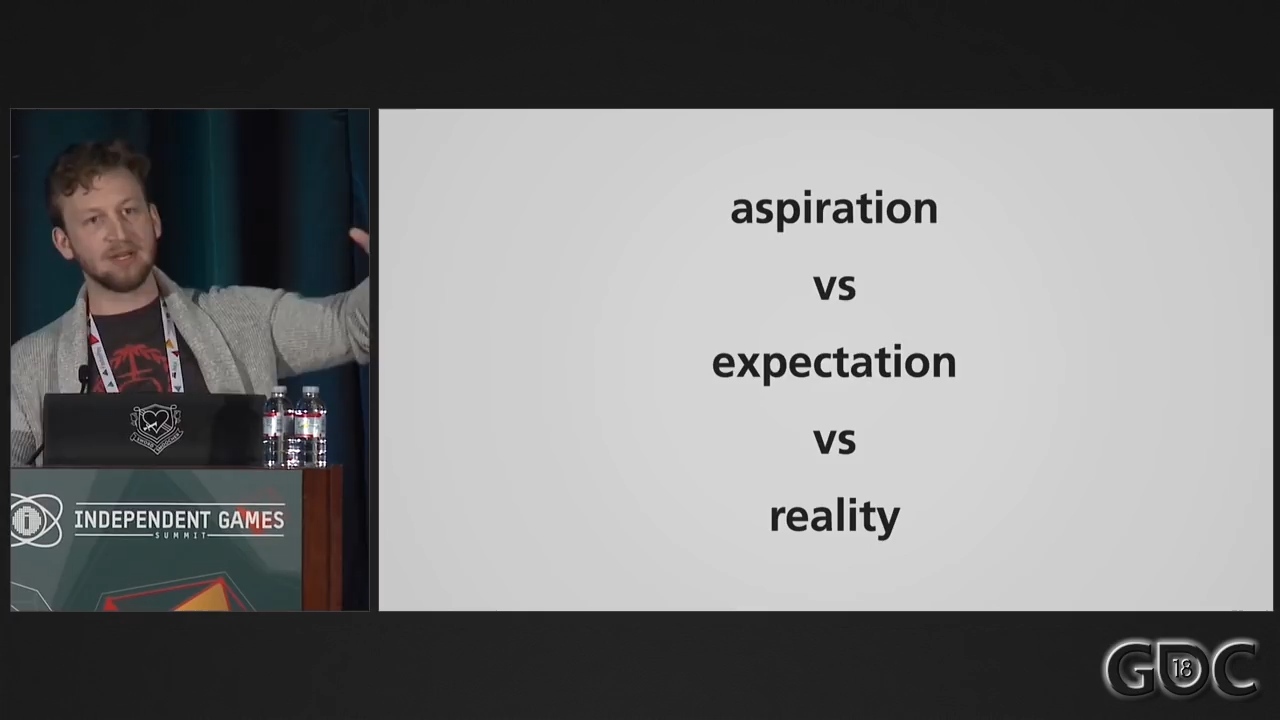 aspiration
vs
expectation
vs
reality
INDEPENDENT GAMES
SUMMIT
GDC
18